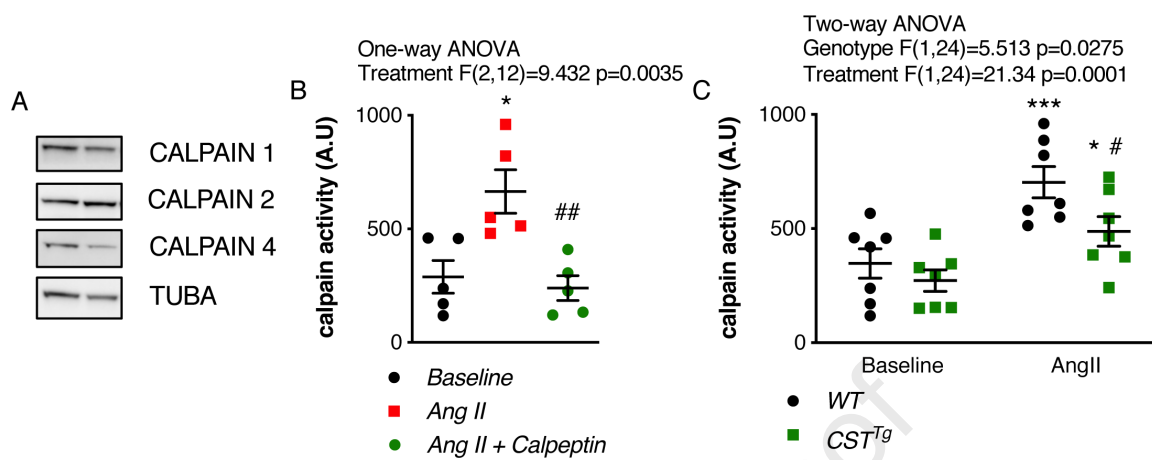 A
CALPAIN 1
CALPAIN 2
CALPAIN 4
TUBA
B
One-way ANOVA
Treatment F(2,12)=9.432 p=0.0035
calpain activity (A.U)
1000
500
0
*
##
Baseline
Ang II
Ang II + Calpeptin
C
Two-way ANOVA
Genotype F(1,24)=5.513 p=0.0275
Treatment F(1,24)=21.34 p=0.0001
calpain activity (A.U)
1000
500
0
***
* #
Baseline AngII
WT
CST^Tg
of